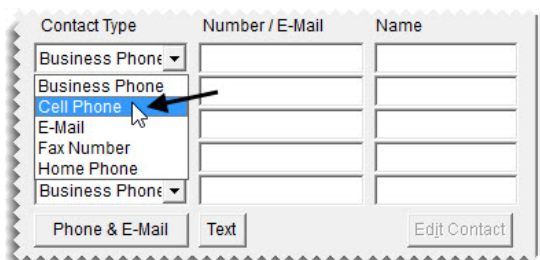 Contact Type Number / E-Mail Name
Business Phone
Business Phone
Cell Phone
E-Mail
Fax Number
Home Phone
Business Phone
Phone & E-Mail Text Edit Contact